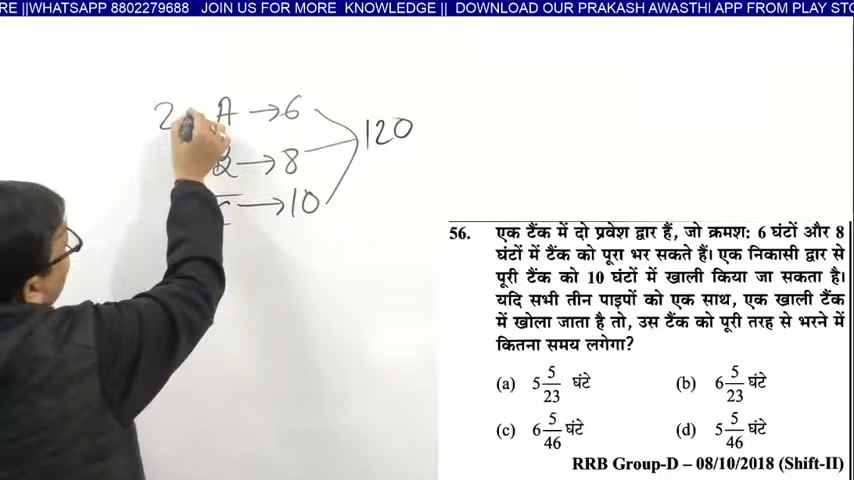 RE ||WHATSAPP 8802279688 JOIN US FOR MORE KNOWLEDGE || DOWNLOAD OUR PRAKASH AWASTHI APP FROM PLAY STO
2 A → 6
B → 8
C → 10
120
56. एक टैंक में दो प्रवेश द्वार हैं, जो क्रमश: 6 घंटों और 8
घंटों में टैंक को पूरा भर सकते हैं। एक निकासी द्वार से
पूरी टैंक को 10 घंटों में खाली किया जा सकता है।
यदि सभी तीन पाइपों को एक साथ, एक खाली टैंक
में खोला जाता है तो, उस टैंक को पूरी तरह से भरने में
कितना समय लगेगा?
(a) 5 5/23 घंटे (b) 6 5/23 घंटे
(c) 6 5/46 घंटे (d) 5 5/46 घंटे
RRB Group-D – 08/10/2018 (Shift-II)